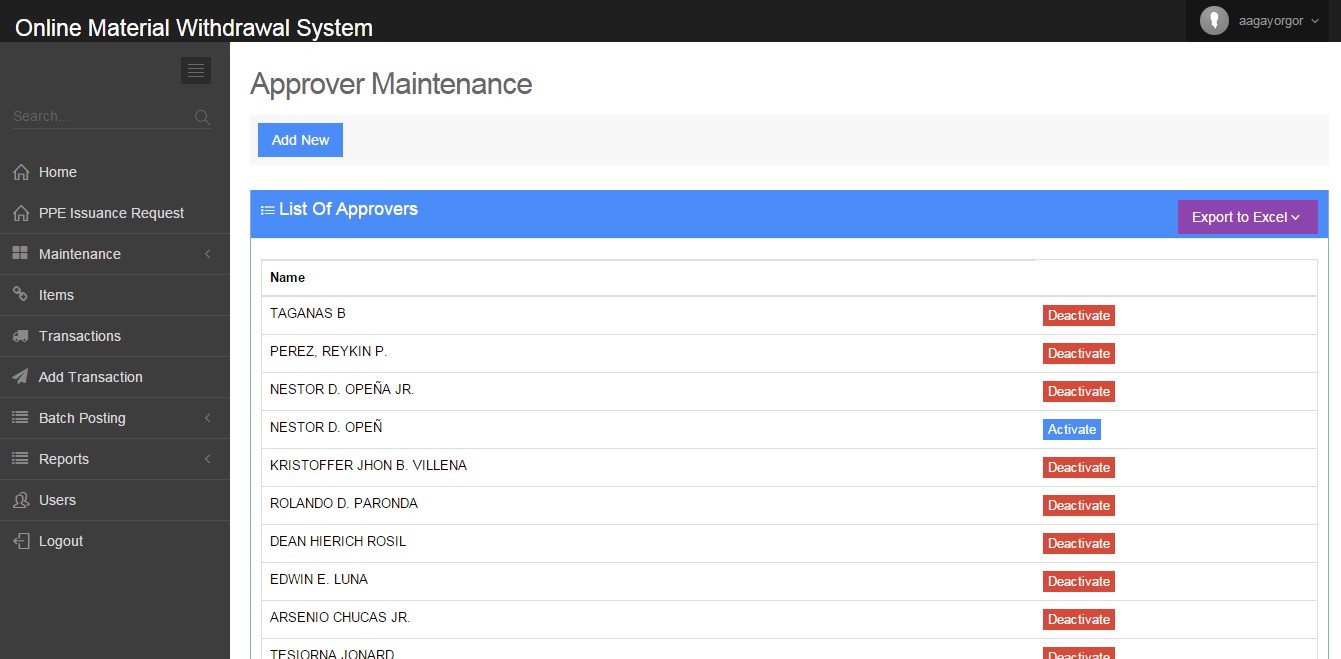 Online Material Withdrawal System
aagayorgor
Search...
Home
PPE Issuance Request
Maintenance
Items
Transactions
Add Transaction
Batch Posting
Reports
Users
Logout
Approver Maintenance
Add New
List Of Approvers
Export to Excel
Name
TAGANAS B
Deactivate
PEREZ, REYKIN P.
Deactivate
NESTOR D. OPEÑA JR.
Deactivate
NESTOR D. OPEÑ
Activate
KRISTOFFER JHON B. VILLENA
Deactivate
ROLANDO D. PARONDA
Deactivate
DEAN HIERICH ROSIL
Deactivate
EDWIN E. LUNA
Deactivate
ARSENIO CHUCAS JR.
Deactivate
TESIORNA JONARD
Deactivate